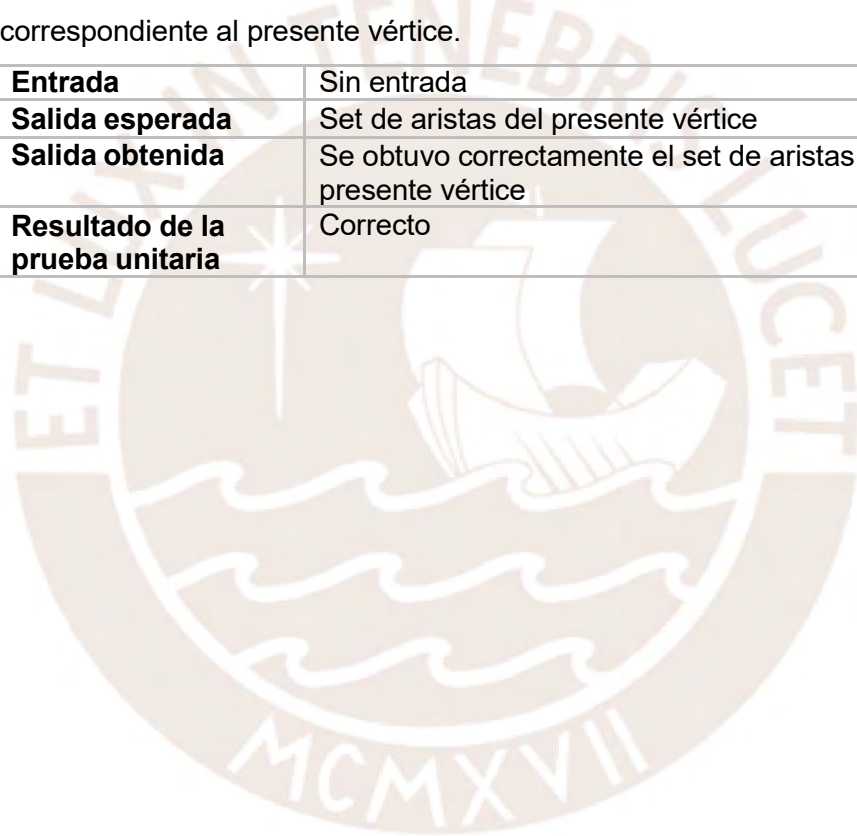 correspondiente al presente vértice.
Entrada Sin entrada
Salida esperada Set de aristas del presente vértice
Salida obtenida Se obtuvo correctamente el set de aristas
presente vértice
Resultado de la Correcto
prueba unitaria
ET LUX IN TENEBRIS LUCET
MCMXVII